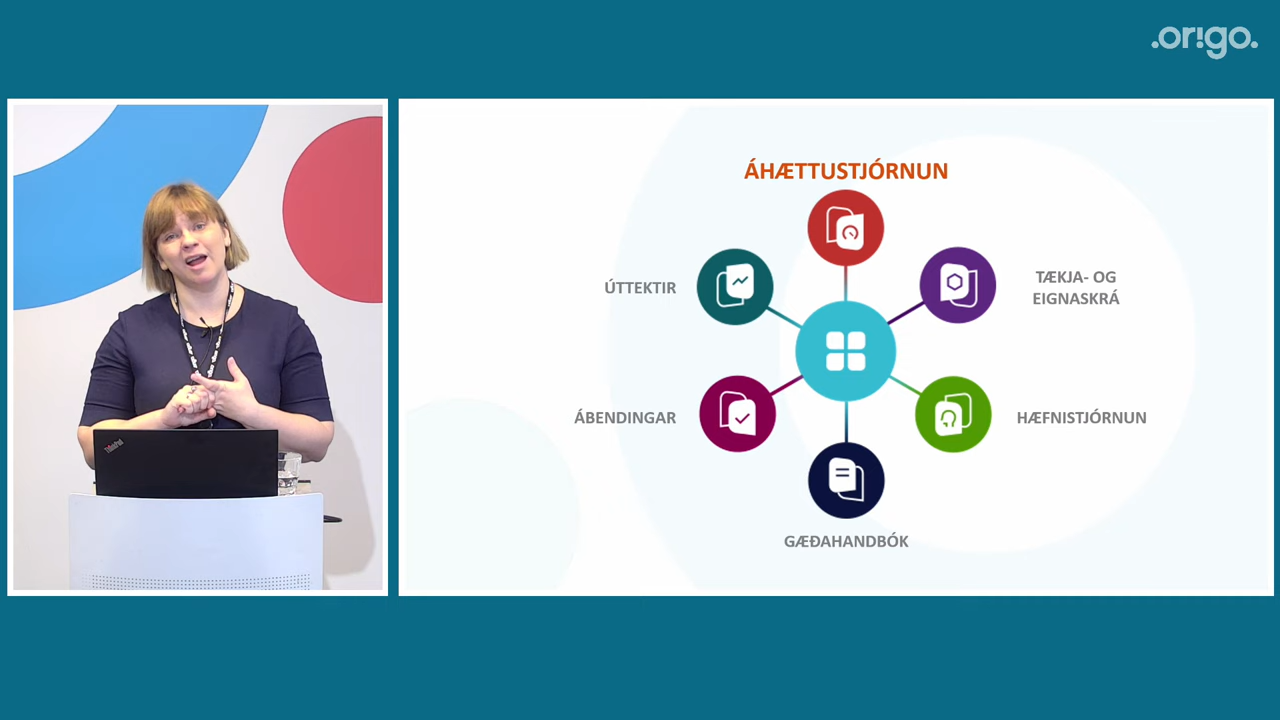 .origo.
ÁHÆTTUSTJÓRNUN
ÚTTEKTIR
TÆKJA- OG
EIGNASKRÁ
ÁBENDINGAR
HÆFNISTJÓRNUN
GÆÐAHANDBÓK
ThinkPad